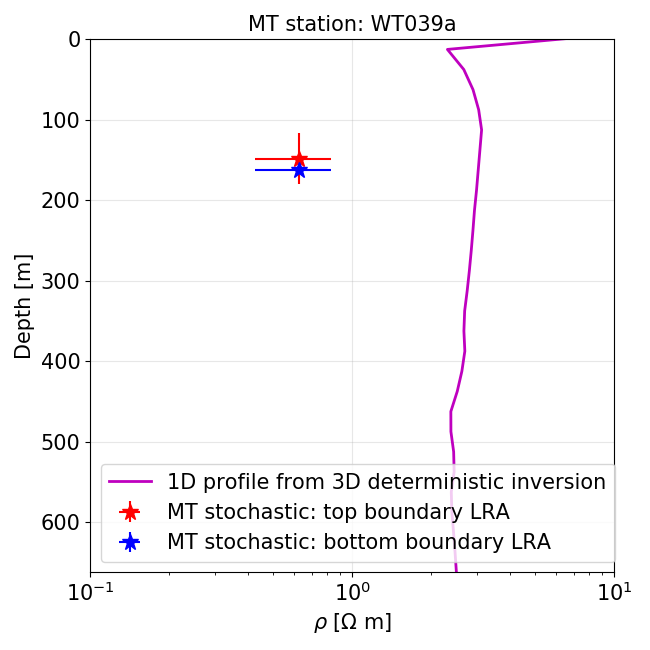 MT station: WT039a
0
100
200
300
400
500
600
Depth [m]
1D profile from 3D deterministic inversion
MT stochastic: top boundary LRA
MT stochastic: bottom boundary LRA
10⁻¹ 10⁰ 10¹
ρ [Ω m]